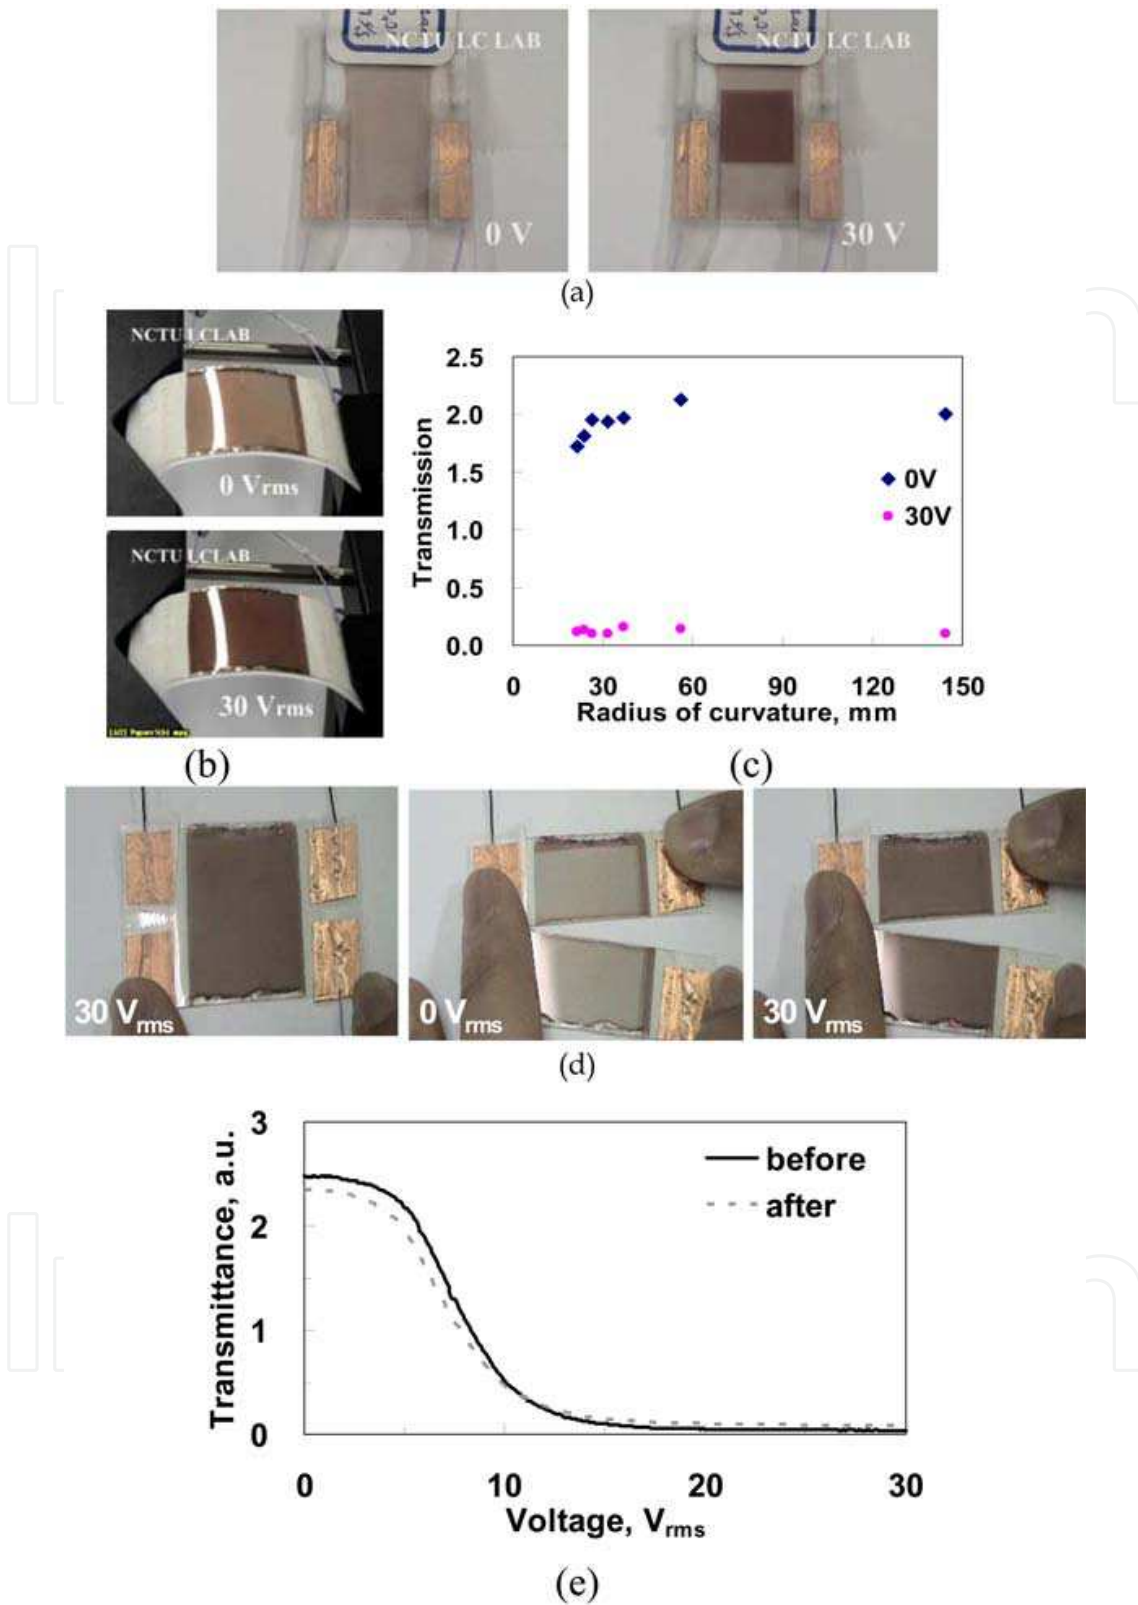 NCTU LC LAB
0 V
NCTU LC LAB
30 V
(a)
NCTU LCLAB
0 Vrms
NCTU LCLAB
30 Vrms
(b)
2.5
2.0
1.5
1.0
0.5
0.0
Transmission
0V
30V
0 30 60 90 120 150
Radius of curvature, mm
(c)
30 Vrms
0 Vrms
30 Vrms
(d)
3
2
1
0
Transmittance, a.u.
before
after
0 10 20 30
Voltage, Vrms
(e)